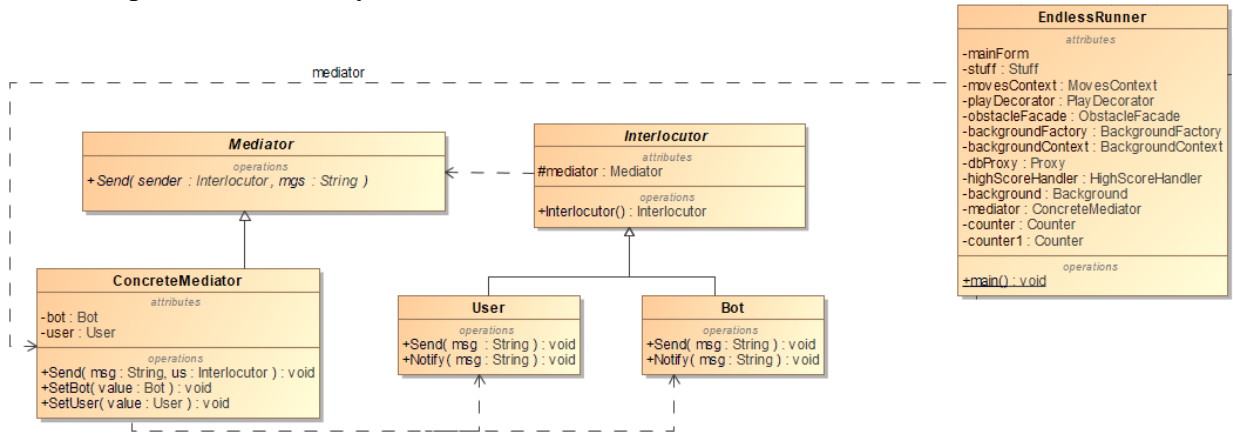 mediator
Mediator
operations
+Send( sender : Interlocutor, mgs : String )
Interlocutor
attributes
#mediator : Mediator
operations
+Interlocutor() : Interlocutor
ConcreteMediator
attributes
-bot : Bot
-user : User
operations
+Send( msg : String, us : Interlocutor ) : void
+SetBot( value : Bot ) : void
+SetUser( value : User ) : void
User
operations
+Send( msg : String ) : void
+Notify( msg : String ) : void
Bot
operations
+Send( msg : String ) : void
+Notify( msg : String ) : void
EndlessRunner
attributes
-mainForm
-stuff : Stuff
-movesContext : MovesContext
-playDecorator : PlayDecorator
-obstacleFacade : ObstacleFacade
-backgroundFactory : BackgroundFactory
-backgroundContext : BackgroundContext
-dbProxy : Proxy
-highScoreHandler : HighScoreHandler
-background : Background
-mediator : ConcreteMediator
-counter : Counter
-counter1 : Counter
operations
+main() : void